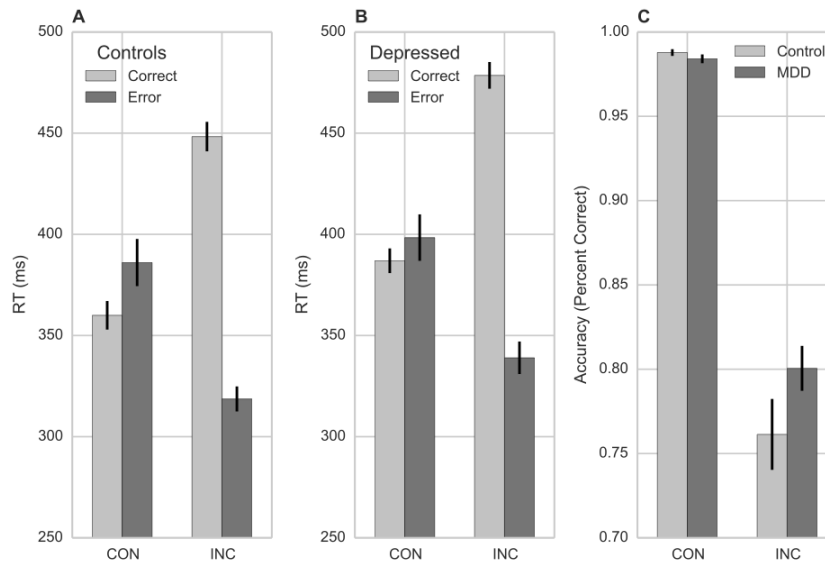 A
500
450
400
350
300
250
RT (ms)
Controls
Correct
Error
CON INC
B
500
450
400
350
300
250
RT (ms)
Depressed
Correct
Error
CON INC
C
1.00
0.95
0.90
0.85
0.80
0.75
0.70
Accuracy (Percent Correct)
Control
MDD
CON INC